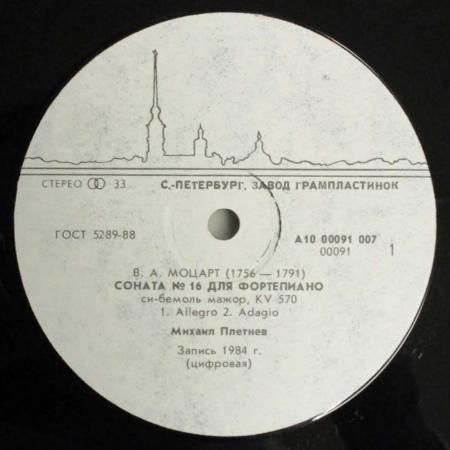 СТЕРЕО 33
С.-ПЕТЕРБУРГ. ЗАВОД ГРАМПЛАСТИНОК
ГОСТ 5289-88
А10 00091 007
00091
1
В. А. МОЦАРТ (1756 — 1791)
СОНАТА № 16 ДЛЯ ФОРТЕПИАНО
си-бемоль мажор, KV 570
1. Allegro 2. Adagio
Михаил Плетнев
Запись 1984 г.
(цифровая)